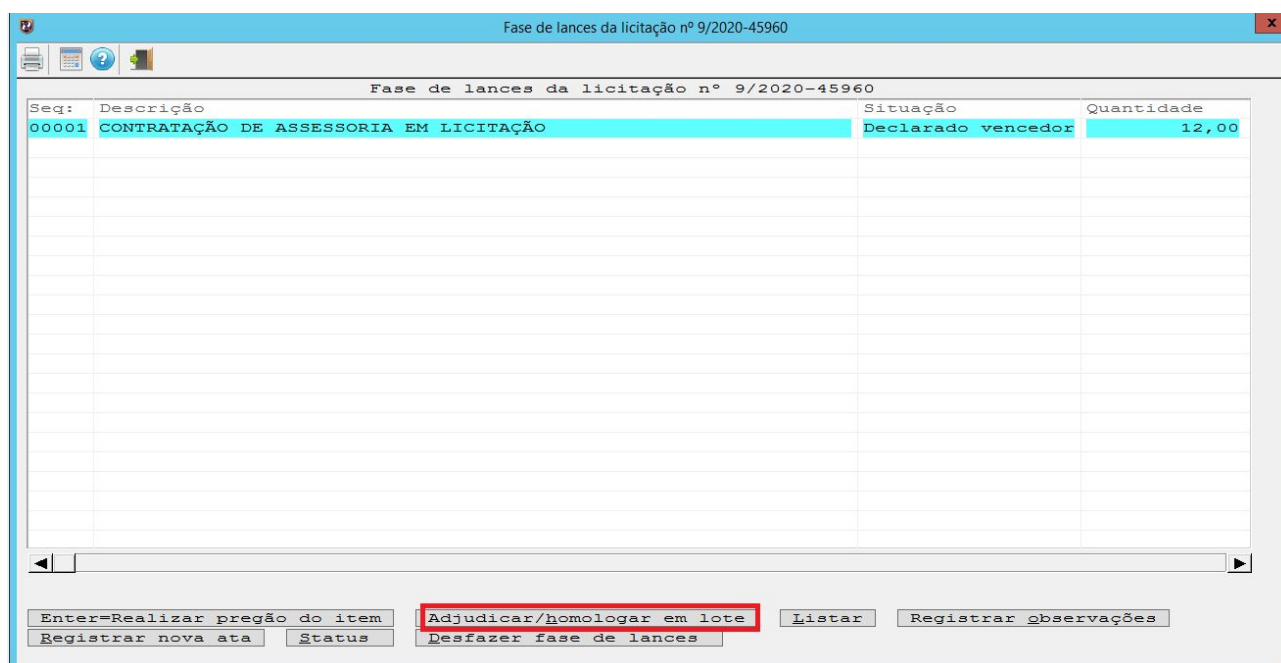 Fase de lances da licitação nº 9/2020-45960
x
?
Fase de lances da licitação nº 9/2020-45960
Seq: Descrição Situação Quantidade
00001 CONTRATAÇÃO DE ASSESSORIA EM LICITAÇÃO Declarado vencedor 12,00
Enter=Realizar pregão do item Adjudicar/homologar em lote Listar Registrar observações
Registrar nova ata Status Desfazer fase de lances